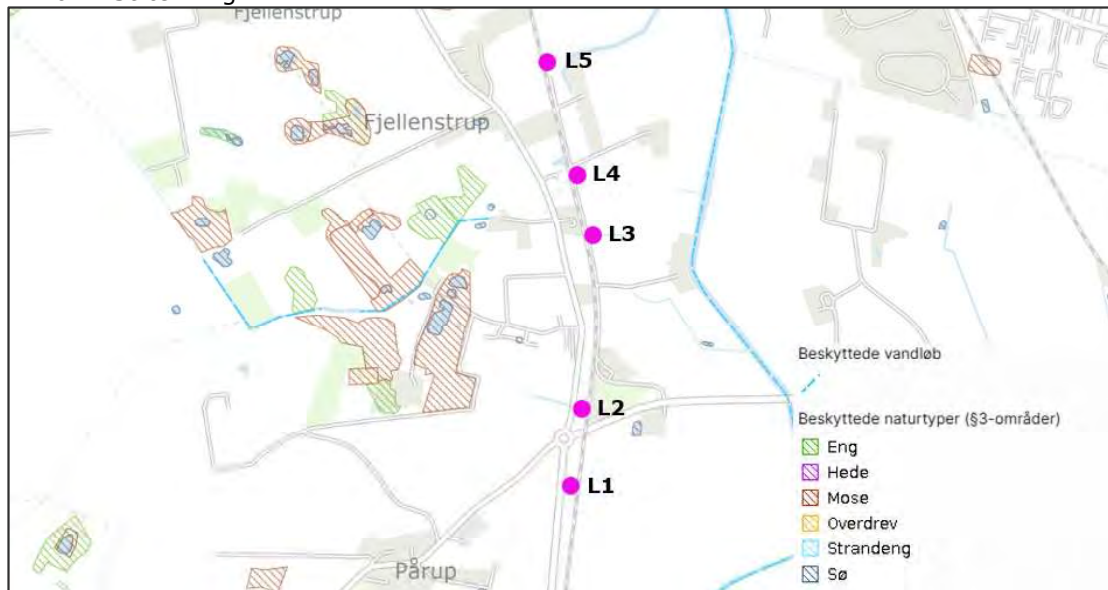 Fjellenstrup
L5
Fjellenstrup
L4
L3
Beskyttede vandløb
L2
Beskyttede naturtyper (§3-områder)
Eng
Hede
L1
Mose
Overdrev
Strandeng
Pårup
Sø